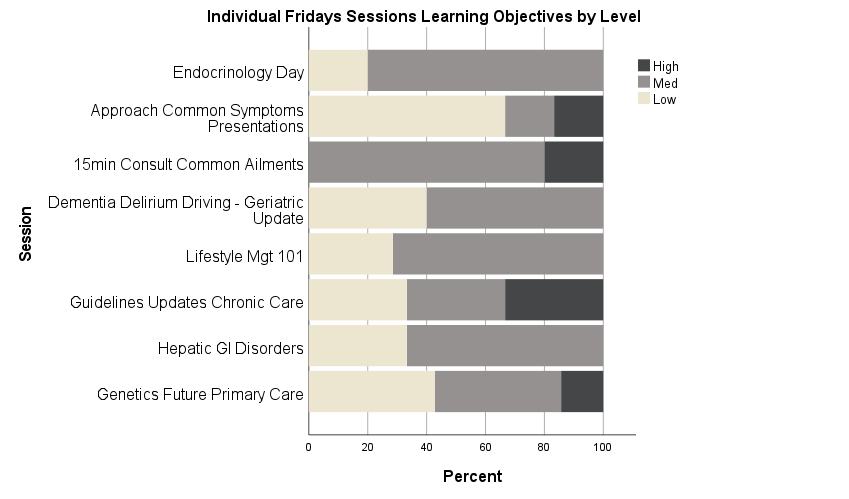 Individual Fridays Sessions Learning Objectives by Level
High
Med
Low
Session
Endocrinology Day
Approach Common Symptoms
Presentations
15min Consult Common Ailments
Dementia Delirium Driving - Geriatric
Update
Lifestyle Mgt 101
Guidelines Updates Chronic Care
Hepatic GI Disorders
Genetics Future Primary Care
0 20 40 60 80 100
Percent